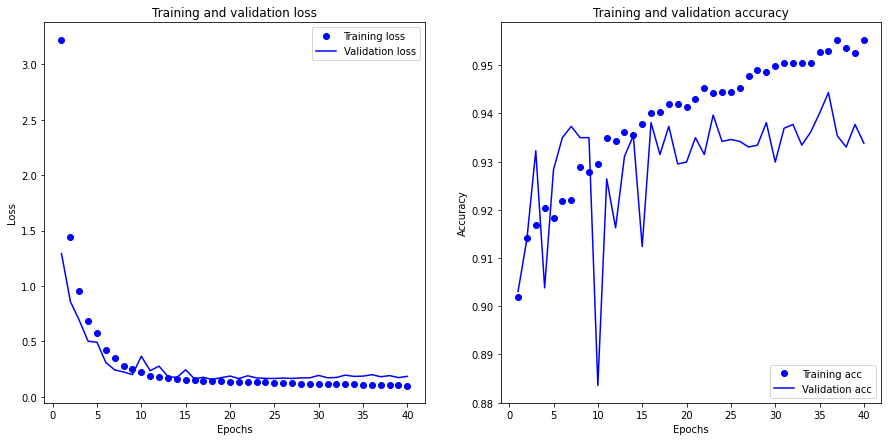 Training and validation loss
Training loss
Validation loss
3.0
2.5
2.0
1.5
1.0
0.5
0.0
Loss
0 5 10 15 20 25 30 35 40
Epochs
Training and validation accuracy
0.95
0.94
0.93
0.92
0.91
0.90
0.89
0.88
Accuracy
Training acc
Validation acc
0 5 10 15 20 25 30 35 40
Epochs